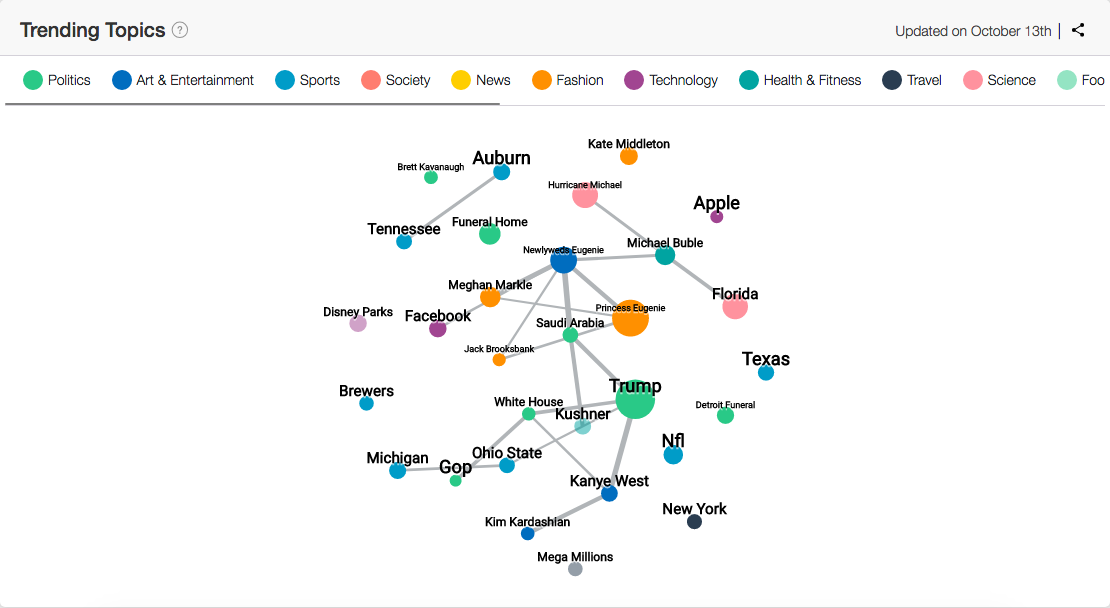 Trending Topics ?
Updated on October 13th |
Politics Art & Entertainment Sports Society News Fashion Technology Health & Fitness Travel Science Foo
Kate Middleton
Auburn
Brett Kavanaugh
Hurricane Michael
Apple
Funeral Home
Tennessee
Michael Buble
Newlyweds Eugenie
Meghan Markle
Florida
Princess Eugenie
Disney Parks
Facebook
Saudi Arabia
Jack Brooksbank
Texas
Trump
Brewers
White House
Detroit Funeral
Kushner
Nfl
Ohio State
Michigan
Gop
Kanye West
New York
Kim Kardashian
Mega Millions